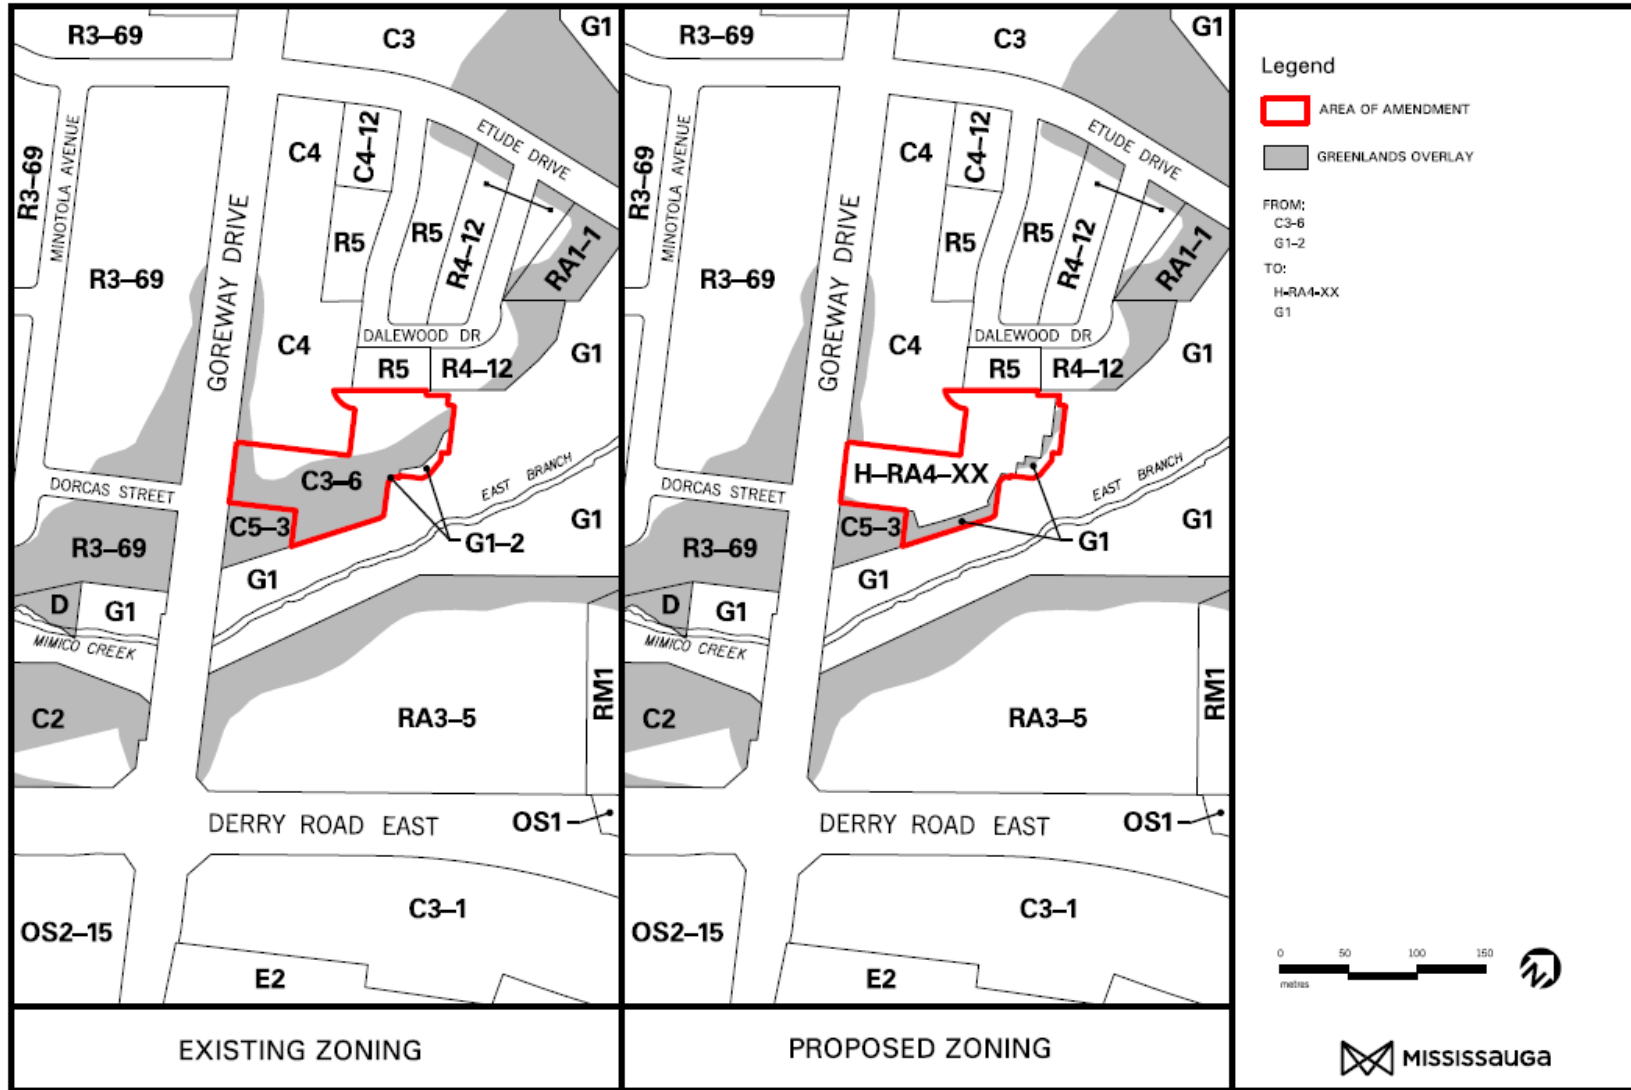 R3–69
C3
G1
MINOTOLA AVENUE
R3–69
C4
C4–12
ETUDE DRIVE
GOREWAY DRIVE
R3–69
R5
R5
R4–12
RA1–1
DALEWOOD DR
C4
R5
R4–12
G1
C3–6
DORCAS STREET
EAST BRANCH
C5–3
G1
R3–69
G1–2
G1
D
G1
MIMICO CREEK
C2
RA3–5
RM1
DERRY ROAD EAST
OS1
C3–1
OS2–15
E2
EXISTING ZONING
R3–69
C3
G1
MINOTOLA AVENUE
R3–69
C4
C4–12
ETUDE DRIVE
GOREWAY DRIVE
R3–69
R5
R5
R4–12
RA1–1
DALEWOOD DR
C4
R5
R4–12
G1
H–RA4–XX
DORCAS STREET
EAST BRANCH
C5–3
G1
R3–69
G1
G1
D
G1
MIMICO CREEK
C2
RA3–5
RM1
DERRY ROAD EAST
OS1
C3–1
OS2–15
E2
PROPOSED ZONING
Legend
AREA OF AMENDMENT
GREENLANDS OVERLAY
FROM:
C3-6
G1-2
TO:
H-RA4-XX
G1
0 50 100 150
metres
N
MISSISSAUGA